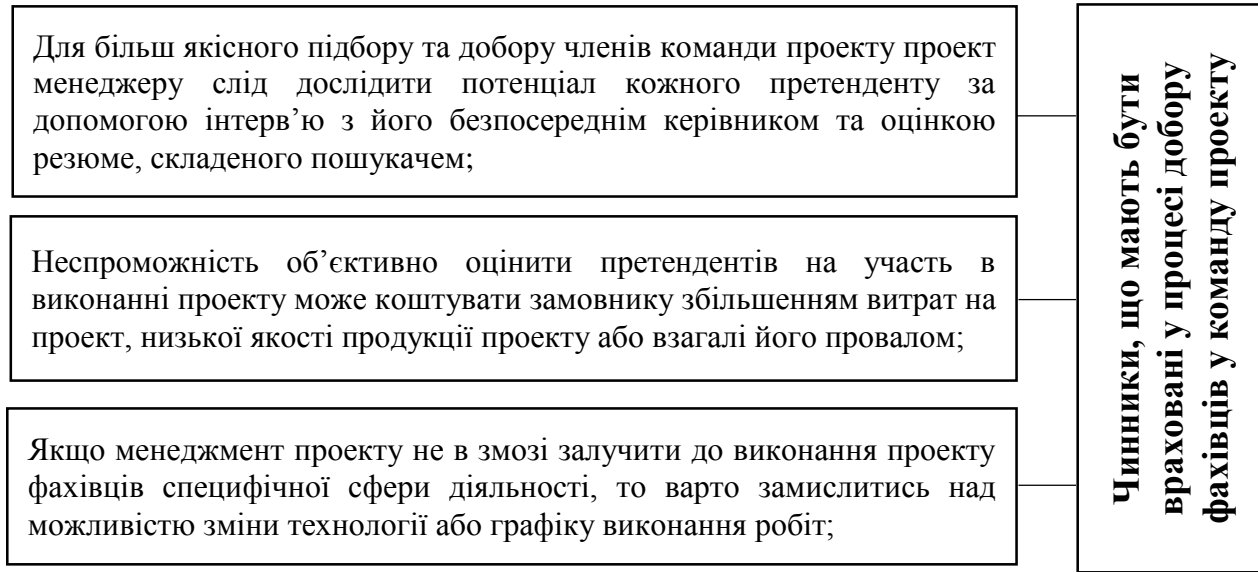 Для більш якісного підбору та добору членів команди проекту проект
менеджеру слід дослідити потенціал кожного претенденту за
допомогою інтерв’ю з його безпосереднім керівником та оцінкою
резюме, складеного пошукачем;
Неспроможність об’єктивно оцінити претендентів на участь в
виконанні проекту може коштувати замовнику збільшенням витрат на
проект, низької якості продукції проекту або взагалі його провалом;
Якщо менеджмент проекту не в змозі залучити до виконання проекту
фахівців специфічної сфери діяльності, то варто замислитись над
можливістю зміни технології або графіку виконання робіт;
Чинники, що мають бути
враховані у процесі добору
фахівців у команду проекту